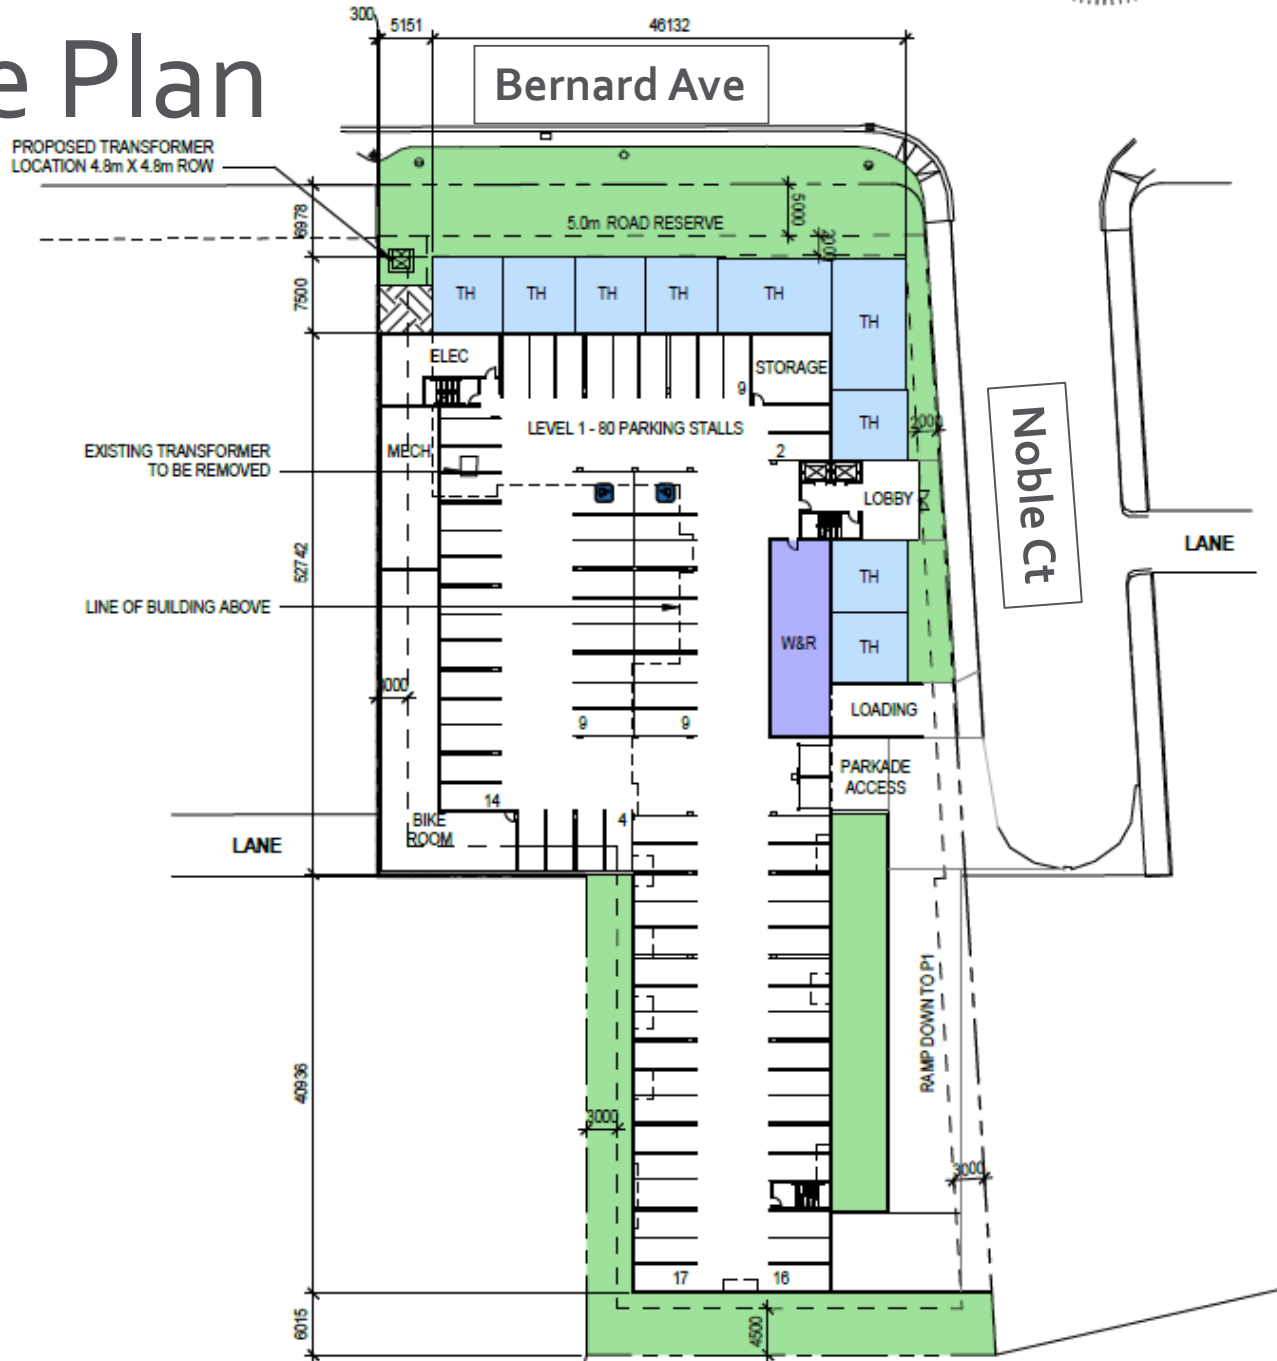 300
5151
46132
e Plan
Bernard Ave
PROPOSED TRANSFORMER
LOCATION 4.8m X 4.8m ROW
6978
5.0m ROAD RESERVE
5000
2000
7500
TH
TH
TH
TH
TH
TH
ELEC
STORAGE
9
LEVEL 1 - 80 PARKING STALLS
TH
2000
MECH
2
EXISTING TRANSFORMER
TO BE REMOVED
LOBBY
Noble Ct
LANE
52742
TH
LINE OF BUILDING ABOVE
W&R
TH
3000
9
9
LOADING
PARKADE
ACCESS
14
BIKE
ROOM
4
LANE
RAMP DOWN TO P1
40936
3000
3000
17
16
6015
4500